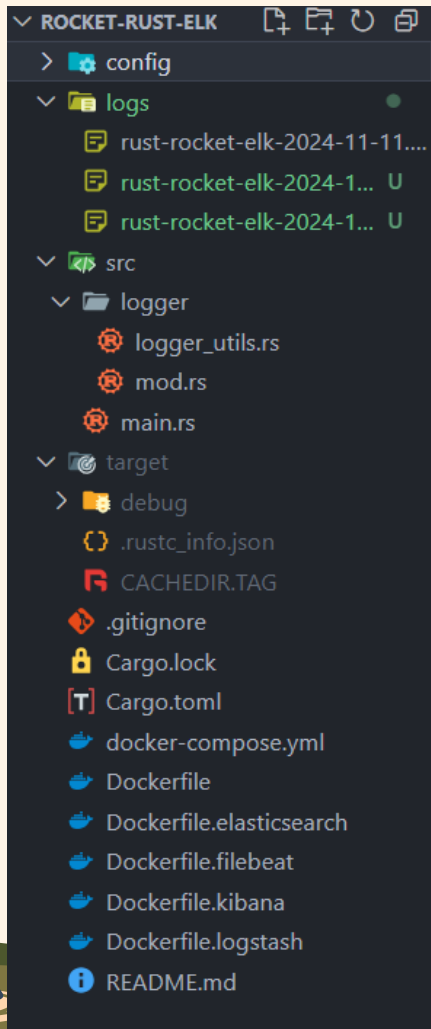 ROCKET-RUST-ELK
config
logs
rust-rocket-elk-2024-11-11....
rust-rocket-elk-2024-1... U
rust-rocket-elk-2024-1... U
src
logger
logger_utils.rs
mod.rs
main.rs
target
debug
.rustc_info.json
CACHEDIR.TAG
.gitignore
Cargo.lock
Cargo.toml
docker-compose.yml
Dockerfile
Dockerfile.elasticsearch
Dockerfile.filebeat
Dockerfile.kibana
Dockerfile.logstash
README.md